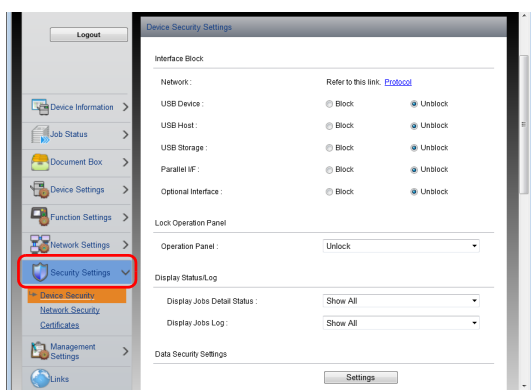 Logout
Device Information
Job Status
Document Box
Device Settings
Function Settings
Network Settings
Security Settings
Device Security
Network Security
Certificates
Management
Settings
Links
Device Security Settings
Interface Block
Network : Refer to this link. Protocol
USB Device : Block Unblock
USB Host : Block Unblock
USB Storage : Block Unblock
Parallel I/F : Block Unblock
Optional Interface : Block Unblock
Lock Operation Panel
Operation Panel : Unlock
Display Status/Log
Display Jobs Detail Status : Show All
Display Jobs Log : Show All
Data Security Settings
Settings